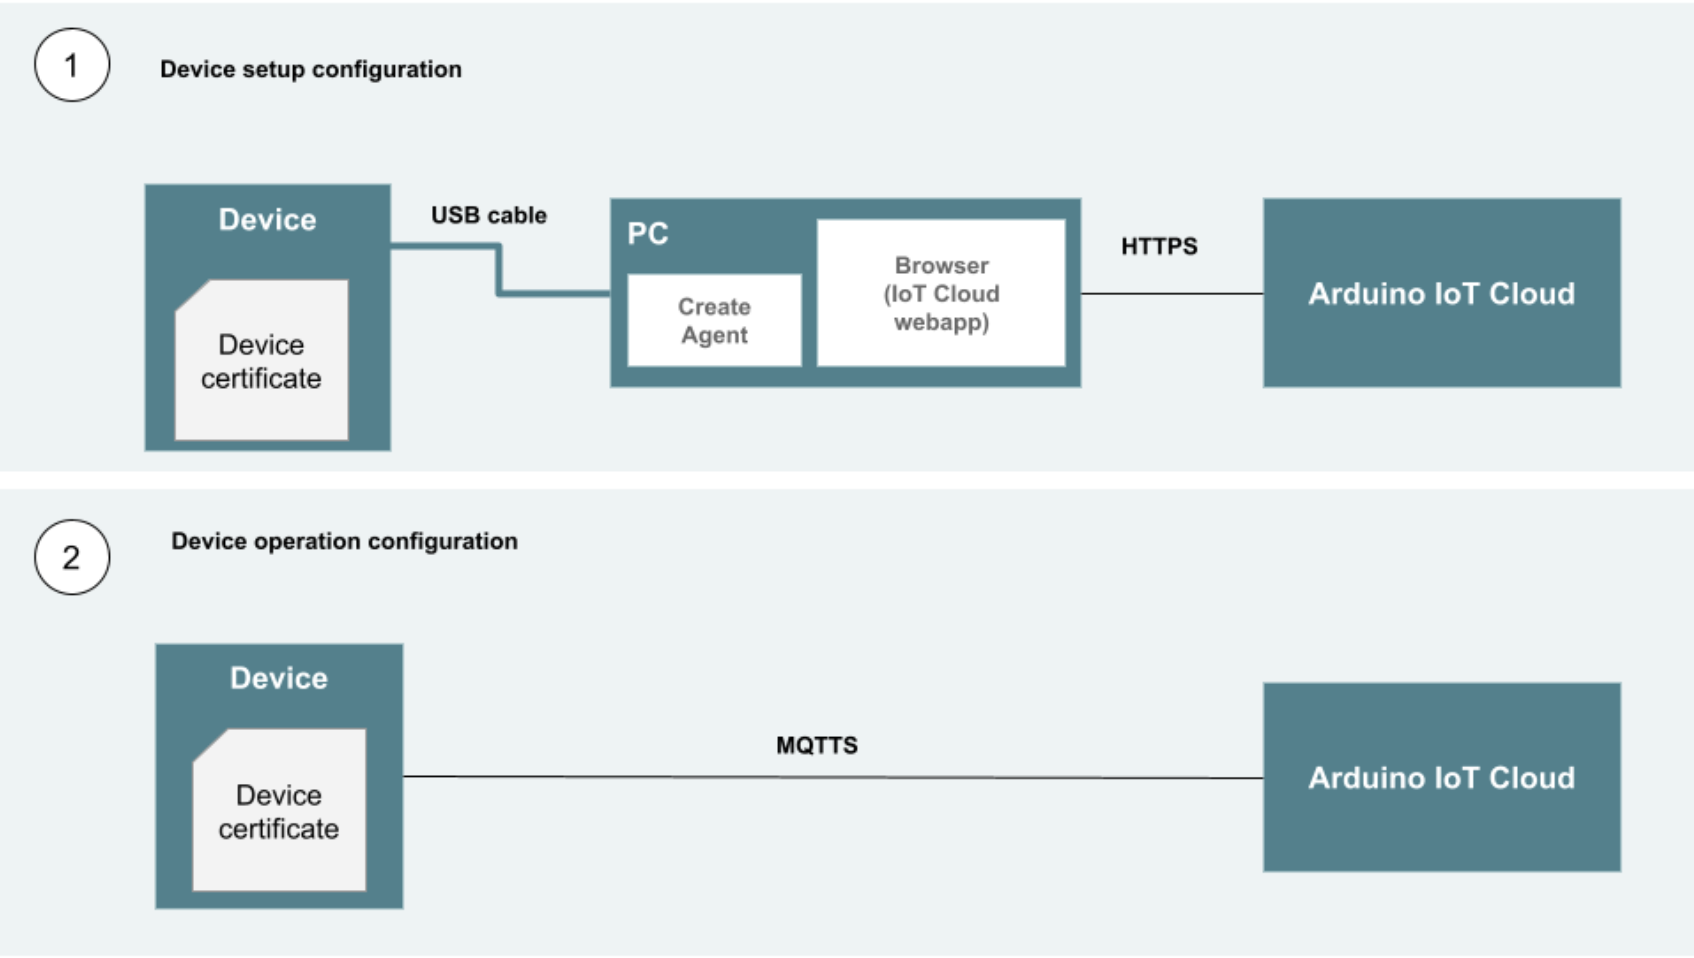 1
Device setup configuration
Device
USB cable
PC
Browser
(IoT Cloud
webapp)
HTTPS
Arduino IoT Cloud
Create
Agent
Device
certificate
2
Device operation configuration
Device
MQTTS
Arduino IoT Cloud
Device
certificate